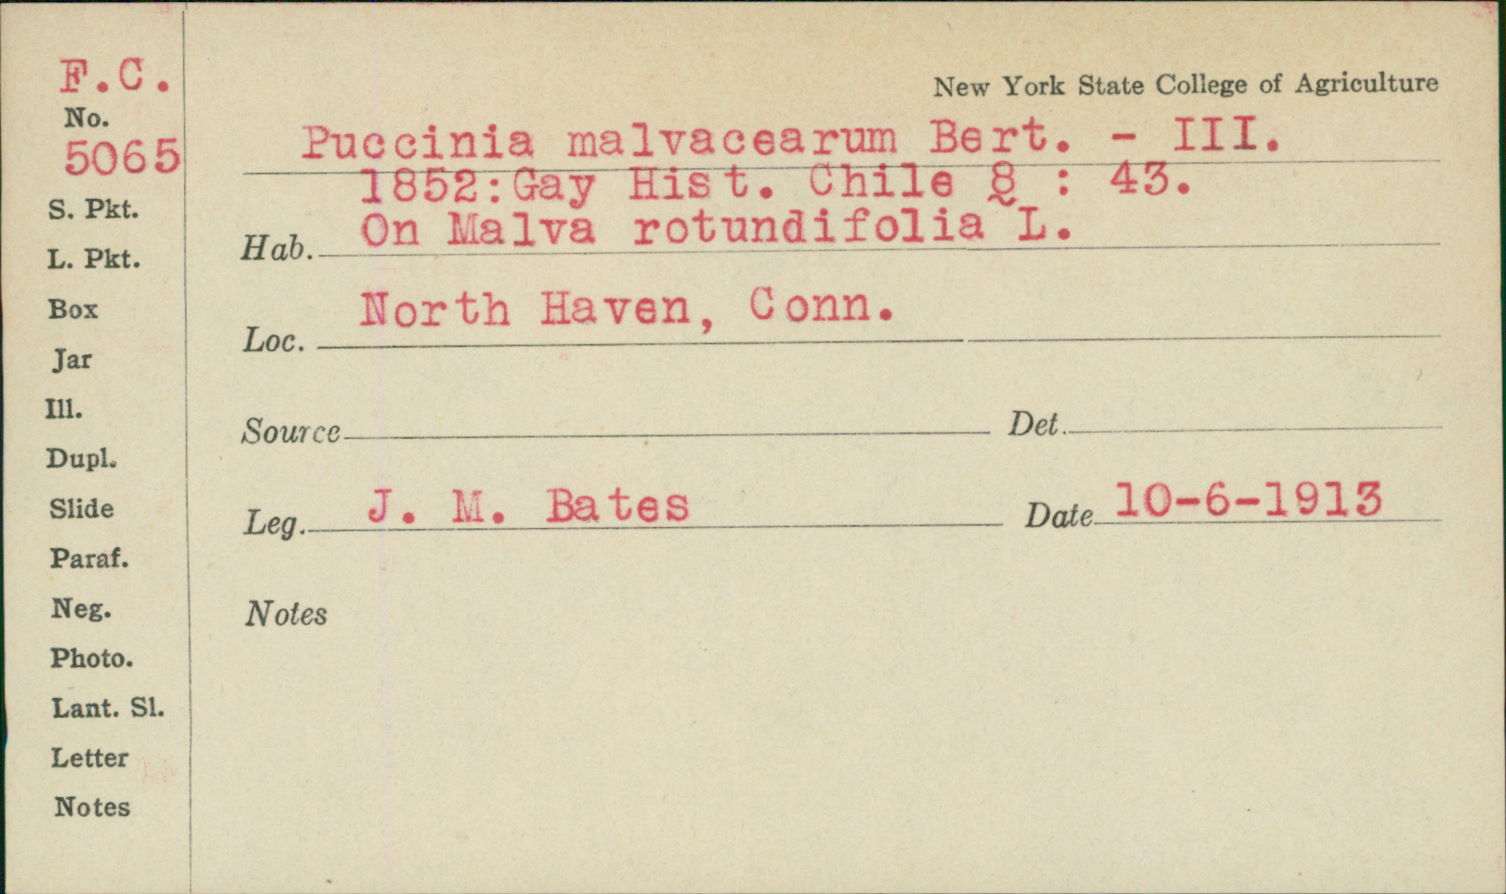 F.C.
No.
5065
S. Pkt.
L. Pkt.
Box
Jar
Ill.
Dupl.
Slide
Paraf.
Neg.
Photo.
Lant. Sl.
Letter
Notes
New York State College of Agriculture
Puccinia malvacearum Bert. - III.
1852:Gay Hist. Chile 8 : 43.
Hab. On Malva rotundifolia L.
Loc. North Haven, Conn.
Source Det.
Leg. J. M. Bates Date 10-6-1913
Notes